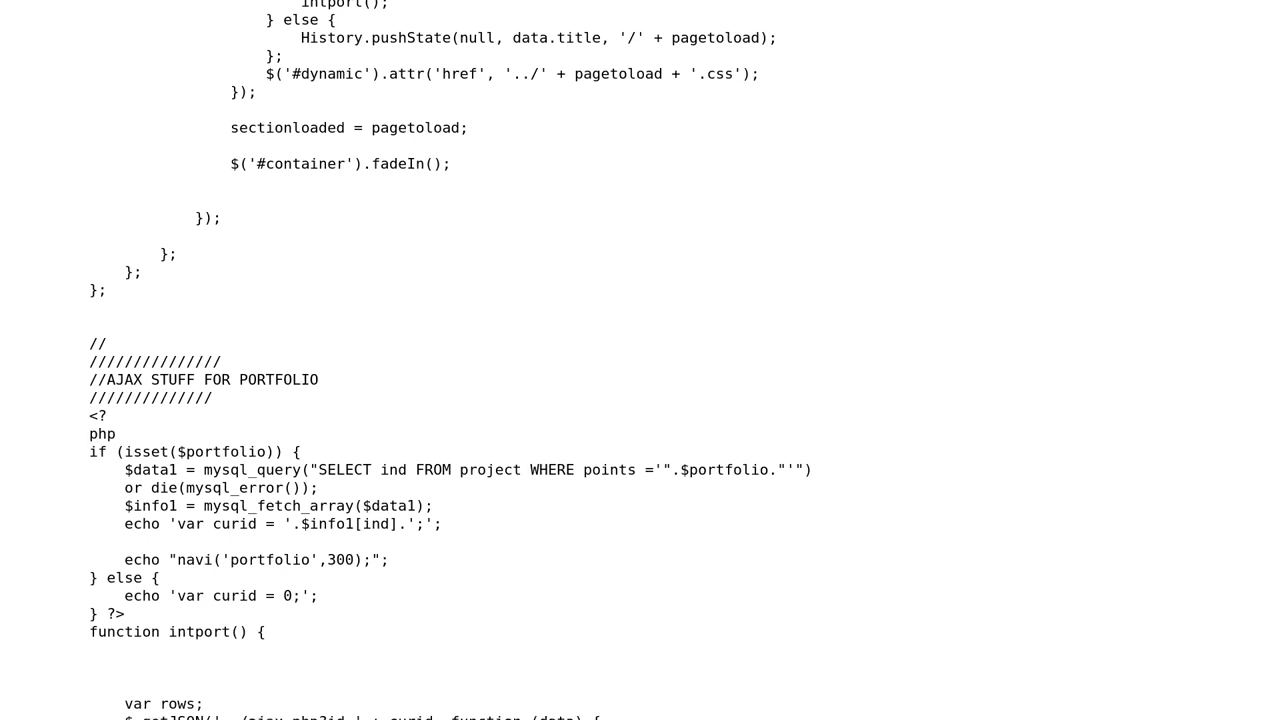 intport();
} else {
History.pushState(null, data.title, '/' + pagetoload);
};
$('#dynamic').attr('href', '../' + pagetoload + '.css');
});
sectionloaded = pagetoload;
$('#container').fadeIn();
});
};
};
};
//
///////////////
//AJAX STUFF FOR PORTFOLIO
//////////////
<?
php
if (isset($portfolio)) {
$data1 = mysql_query("SELECT ind FROM project WHERE points ='".$portfolio."'")
or die(mysql_error());
$info1 = mysql_fetch_array($data1);
echo 'var curid = '.$info1[ind].';';
echo "navi('portfolio',300);";
} else {
echo 'var curid = 0;';
} ?>
function intport() {
var rows;